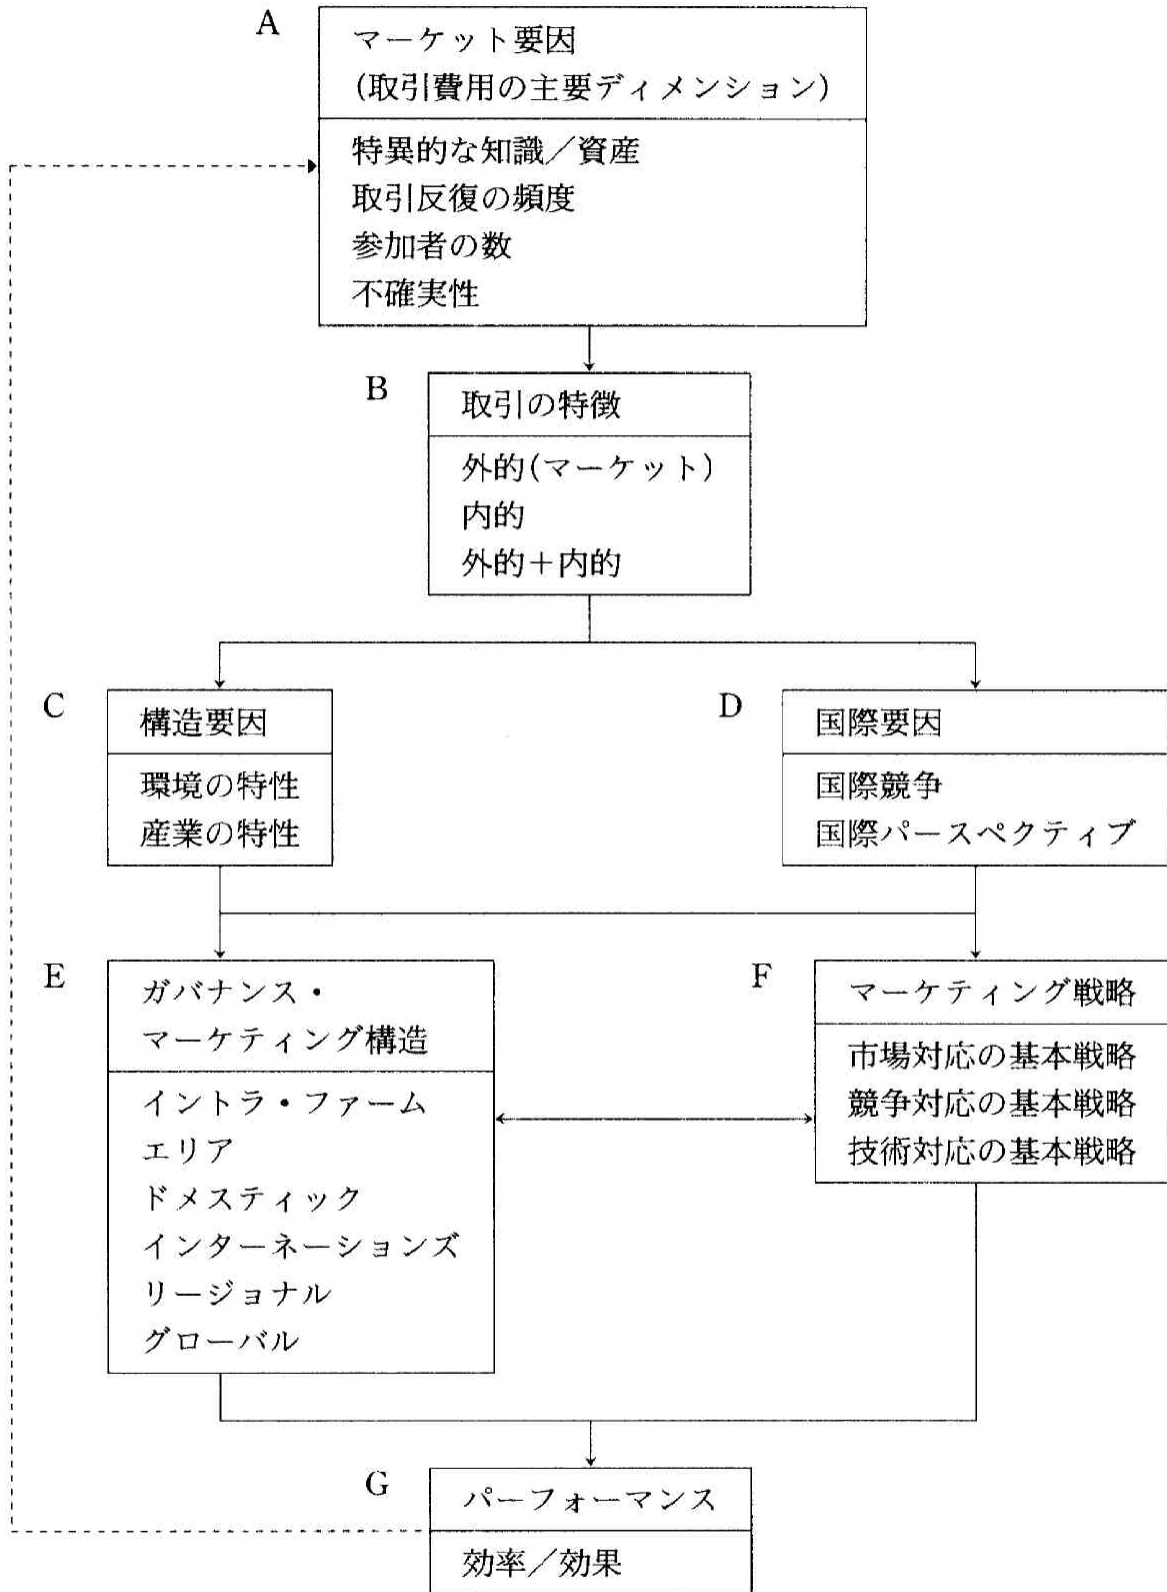 A
マーケット要因
(取引費用の主要ディメンション)
特異的な知識／資産
取引反復の頻度
参加者の数
不確実性
B
取引の特徴
外的(マーケット)
内的
外的＋内的
C
構造要因
環境の特性
産業の特性
D
国際要因
国際競争
国際パースペクティブ
E
ガバナンス・
マーケティング構造
イントラ・ファーム
エリア
ドメスティック
インターネーションズ
リージョナル
グローバル
F
マーケティング戦略
市場対応の基本戦略
競争対応の基本戦略
技術対応の基本戦略
G
パーフォーマンス
効率／効果